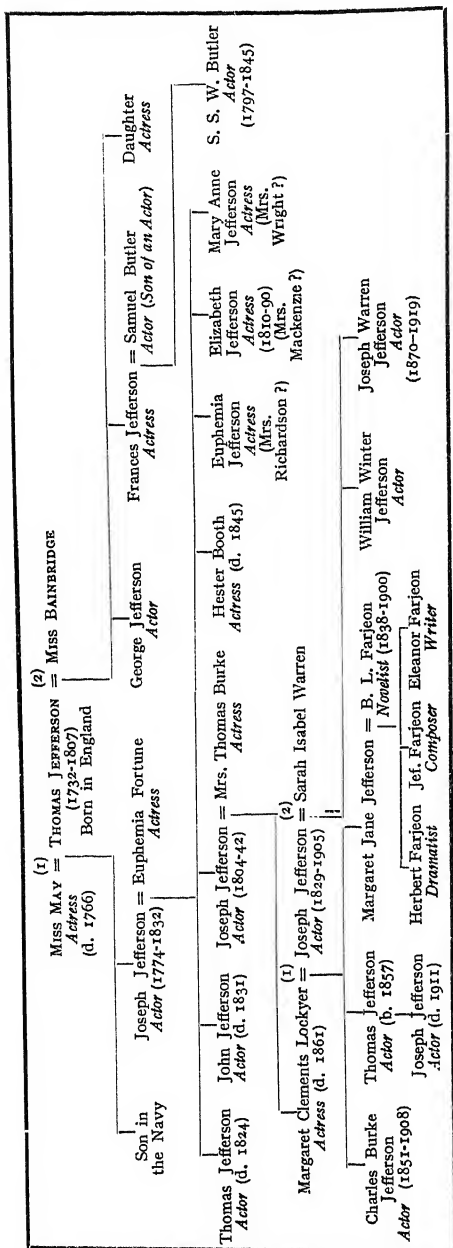 (1) (2)
MISS MAY = THOMAS JEFFERSON = MISS BAINBRIDGE
Actress (1732-1807)
(d. 1766) Born in England
Son in Joseph Jefferson = Euphemia Fortune George Jefferson Frances Jefferson = Samuel Butler Daughter
the Navy Actor (1774-1832) Actress Actor Actress Actor (Son of an Actor) Actress
Thomas Jefferson John Jefferson Joseph Jefferson = Mrs. Thomas Burke Hester Booth Euphemia Elizabeth Mary Anne S. S. W. Butler
Actor (d. 1824) Actor (d. 1831) Actor (1804-42) Actress Actress (d. 1845) Jefferson Jefferson Jefferson Actor
Actress Actress Actress (1797-1845)
(Mrs. (1810-90) (Mrs.
Richardson ?) (Mrs. Wright ?)
Mackenzie ?)
(1) (2)
Margaret Clements Lockyer = Joseph Jefferson = Sarah Isabel Warren
Actress (d. 1861) Actor (1829-1905)
Charles Burke Thomas Jefferson Margaret Jane Jefferson = B. L. Farjeon William Winter Joseph Warren
Jefferson Actor (b. 1857) Novelist (1838-1900) Jefferson Jefferson
Actor (1851-1908) Actor Actor
(1870-1919)
Joseph Jefferson Herbert Farjeon Jef. Farjeon Eleanor Farjeon
Actor (d. 1911) Dramatist Composer Writer